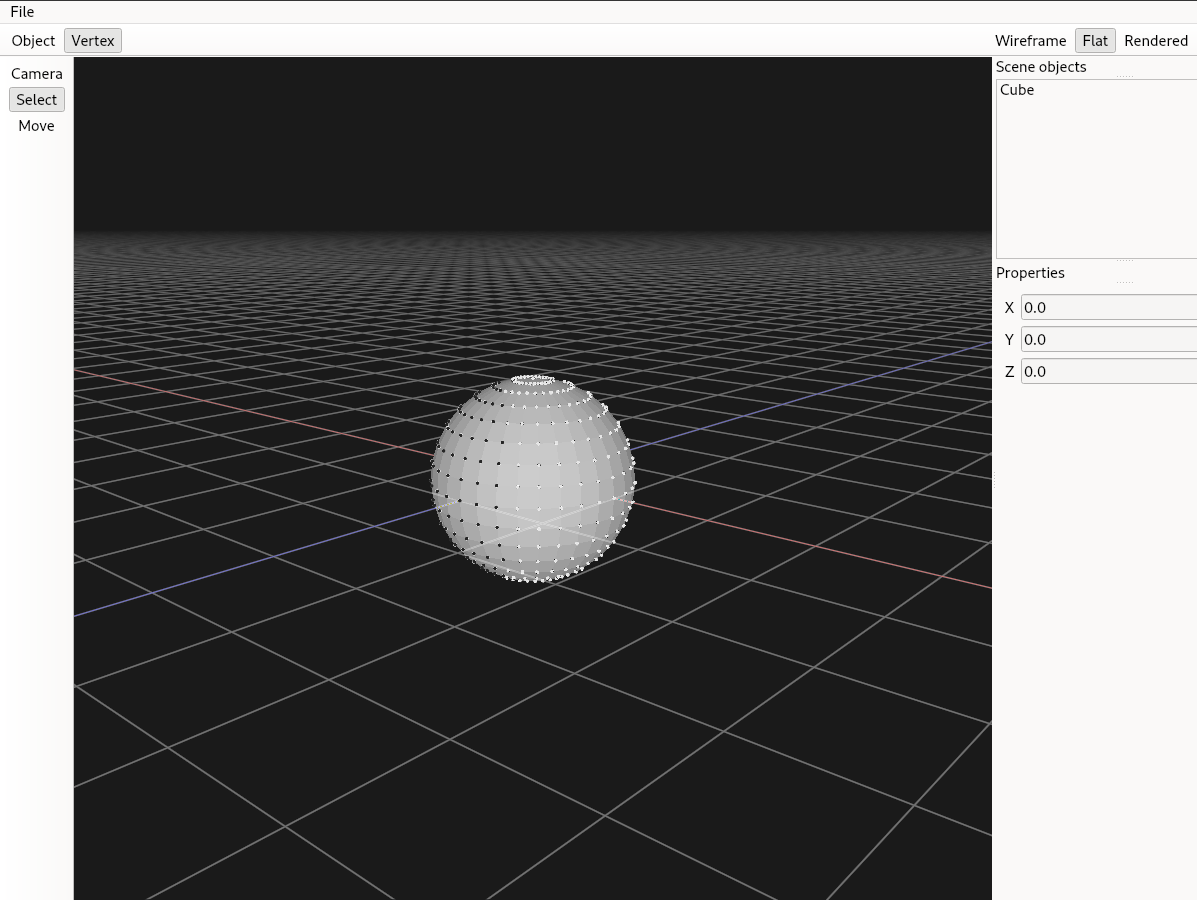 File
Object Vertex Wireframe Flat Rendered
Camera
Select
Move
Scene objects
Cube
Properties
X 0.0
Y 0.0
Z 0.0